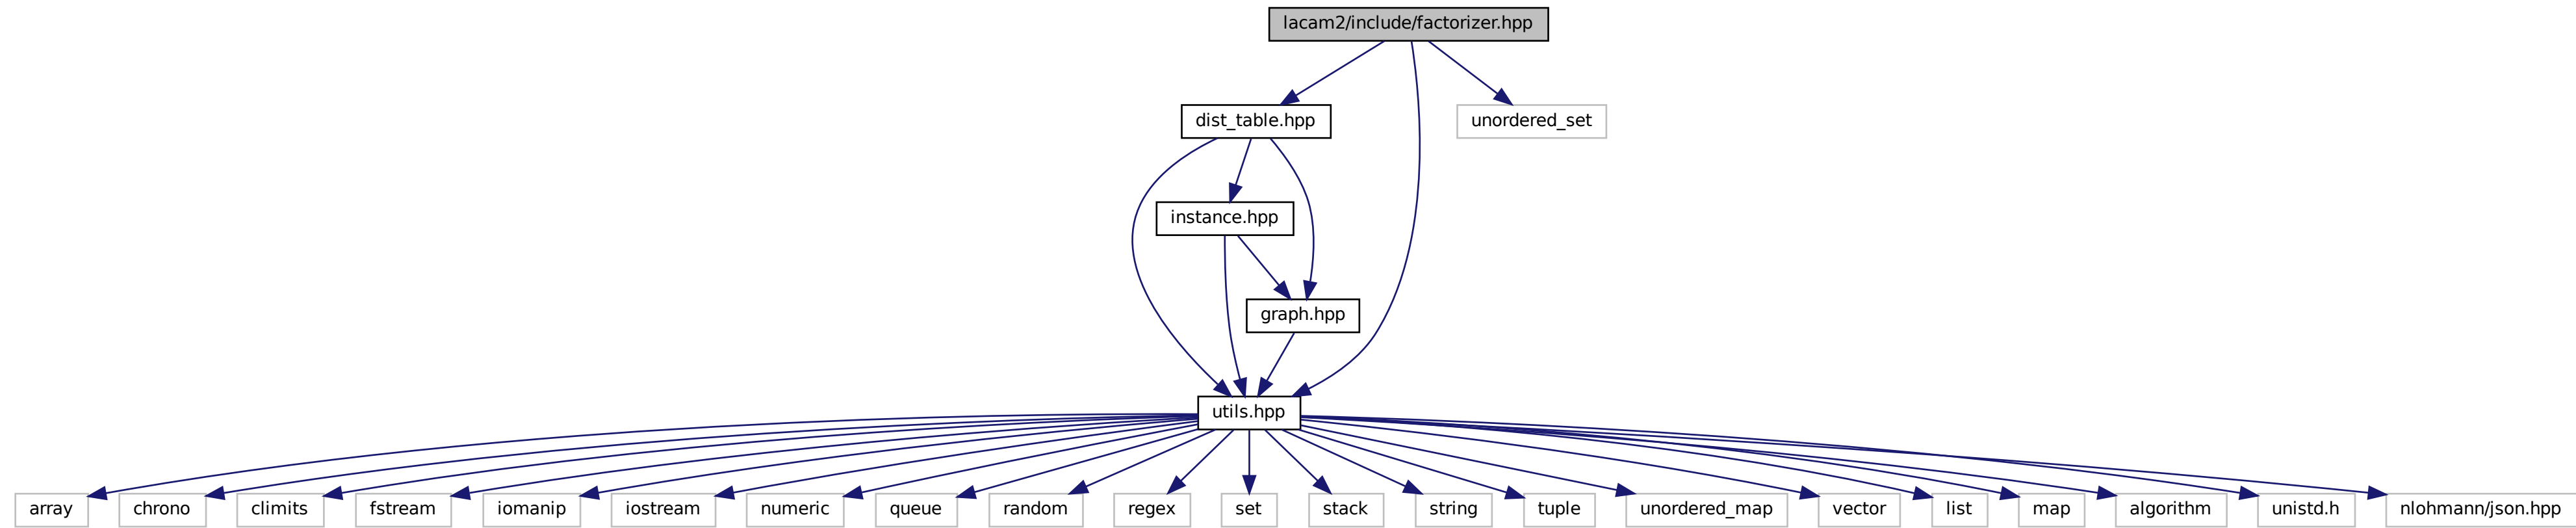 lacam2/include/factorizer.hpp
dist_table.hpp
unordered_set
instance.hpp
graph.hpp
utils.hpp
array
chrono
climits
fstream
iomanip
iostream
numeric
queue
random
regex
set
stack
string
tuple
unordered_map
vector
list
map
algorithm
unistd.h
nlohmann/json.hpp